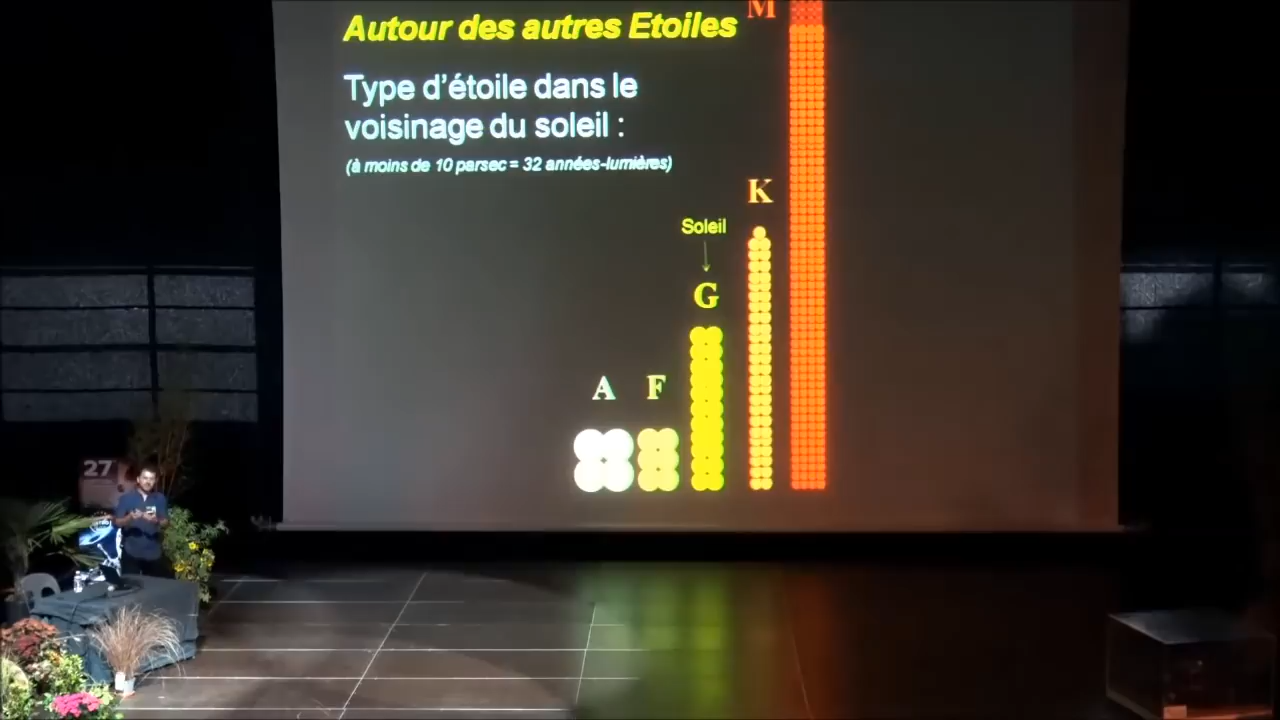 Autour des autres Etoiles
M
Type d'étoile dans le
voisinage du soleil :
(à moins de 10 parsec = 32 années-lumières)
K
Soleil
G
A F
27